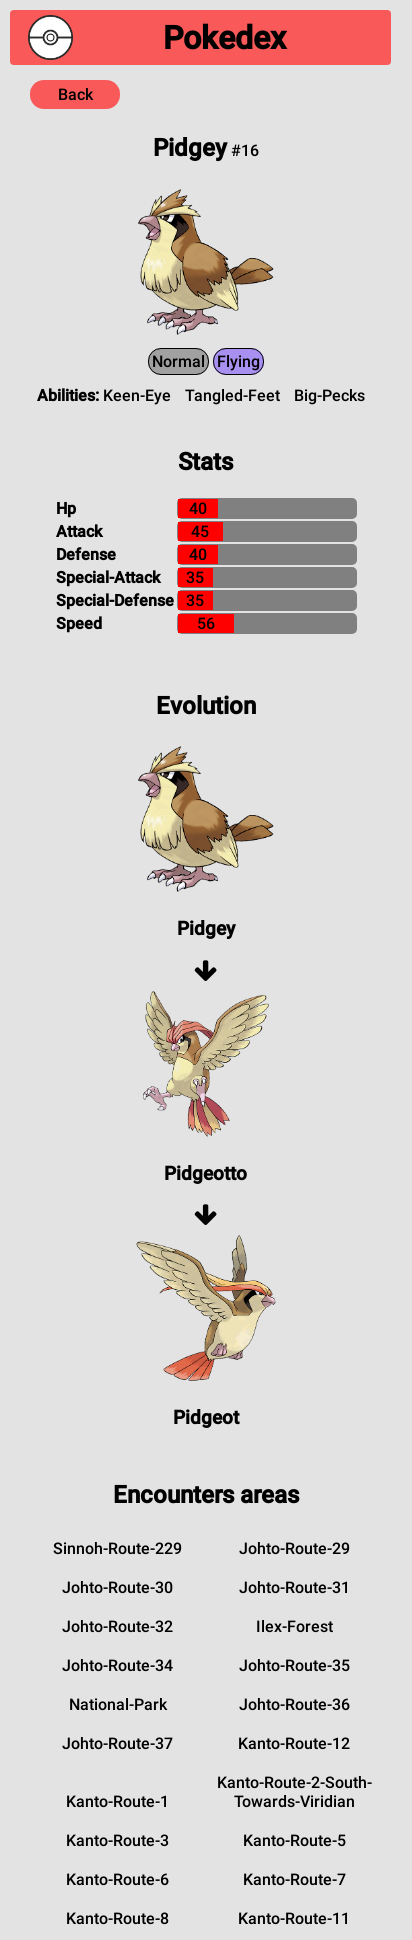 Pokedex
Back
Pidgey #16
Normal Flying
Abilities: Keen-Eye Tangled-Feet Big-Pecks
Stats
Hp 40
Attack 45
Defense 40
Special-Attack 35
Special-Defense 35
Speed 56
Evolution
Pidgey
Pidgeotto
Pidgeot
Encounters areas
Sinnoh-Route-229 Johto-Route-29
Johto-Route-30 Johto-Route-31
Johto-Route-32 Ilex-Forest
Johto-Route-34 Johto-Route-35
National-Park Johto-Route-36
Johto-Route-37 Kanto-Route-12
Kanto-Route-1 Kanto-Route-2-South-
Towards-Viridian
Kanto-Route-3 Kanto-Route-5
Kanto-Route-6 Kanto-Route-7
Kanto-Route-8 Kanto-Route-11